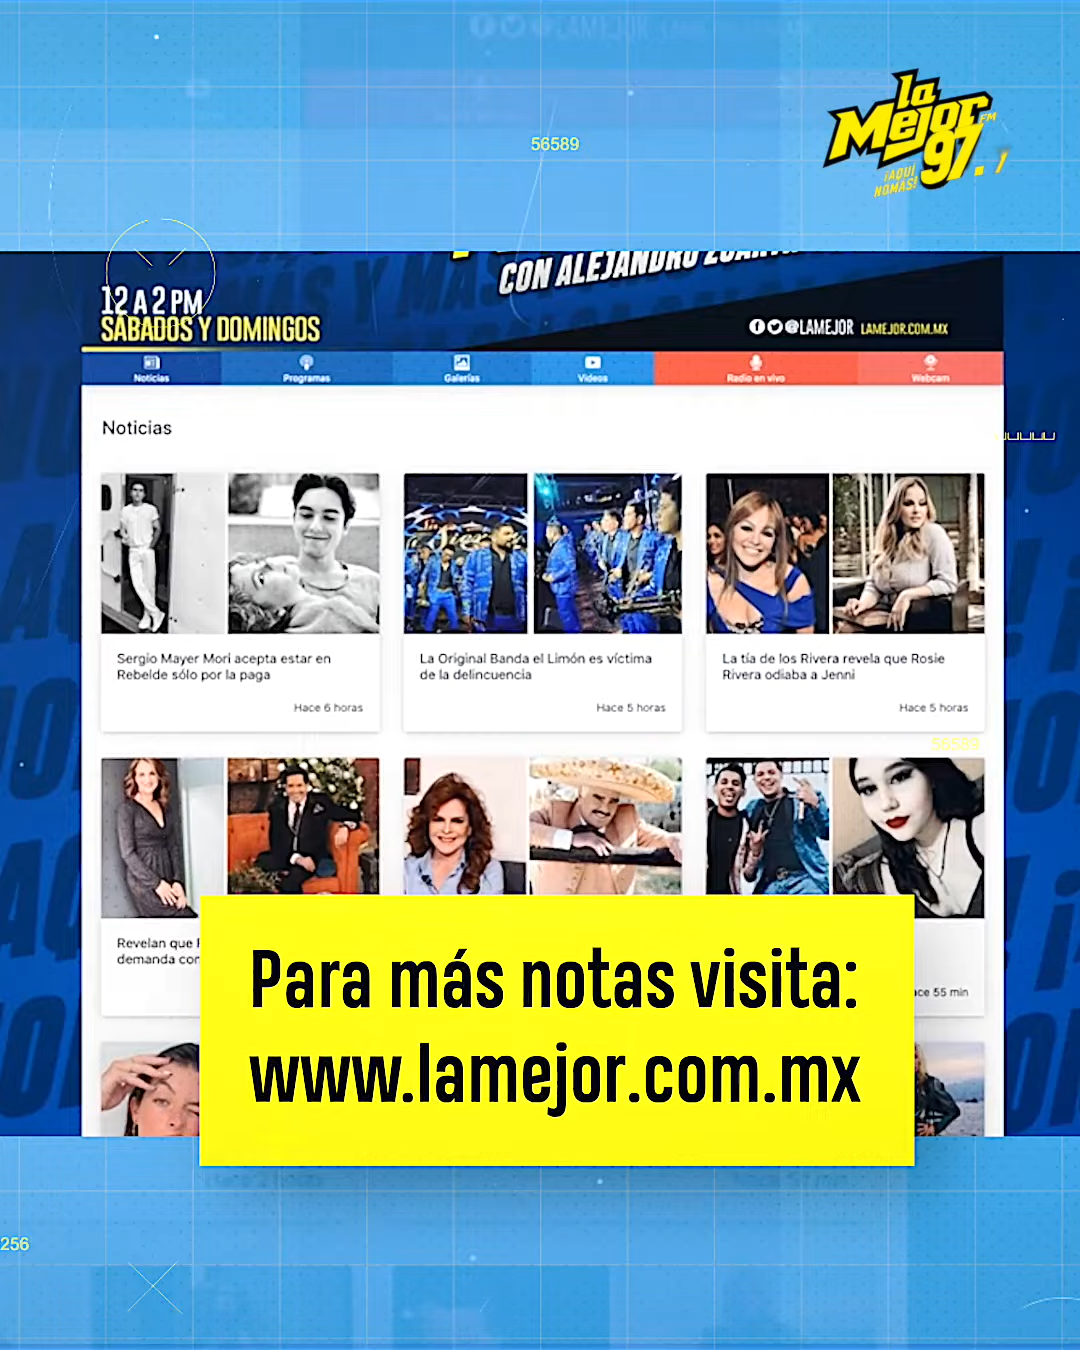 56589
la
Mejor
FM
97.1
¡AQUÍ
NOMÁS!
CON ALEJANDRO
12 A 2 PM
SÁBADOS Y DOMINGOS
@LAMEJOR LAMEJOR.COM.MX
Noticias
Programas
Galerías
Videos
Radio en vivo
Webcam
Noticias
Sergio Mayer Mori acepta estar en
Rebelde sólo por la paga
Hace 6 horas
La Original Banda el Limón es víctima
de la delincuencia
Hace 5 horas
La tía de los Rivera revela que Rosie
Rivera odiaba a Jenni
Hace 5 horas
55589
Revelan que
demanda con
55 min
Para más notas visita:
www.lamejor.com.mx
256